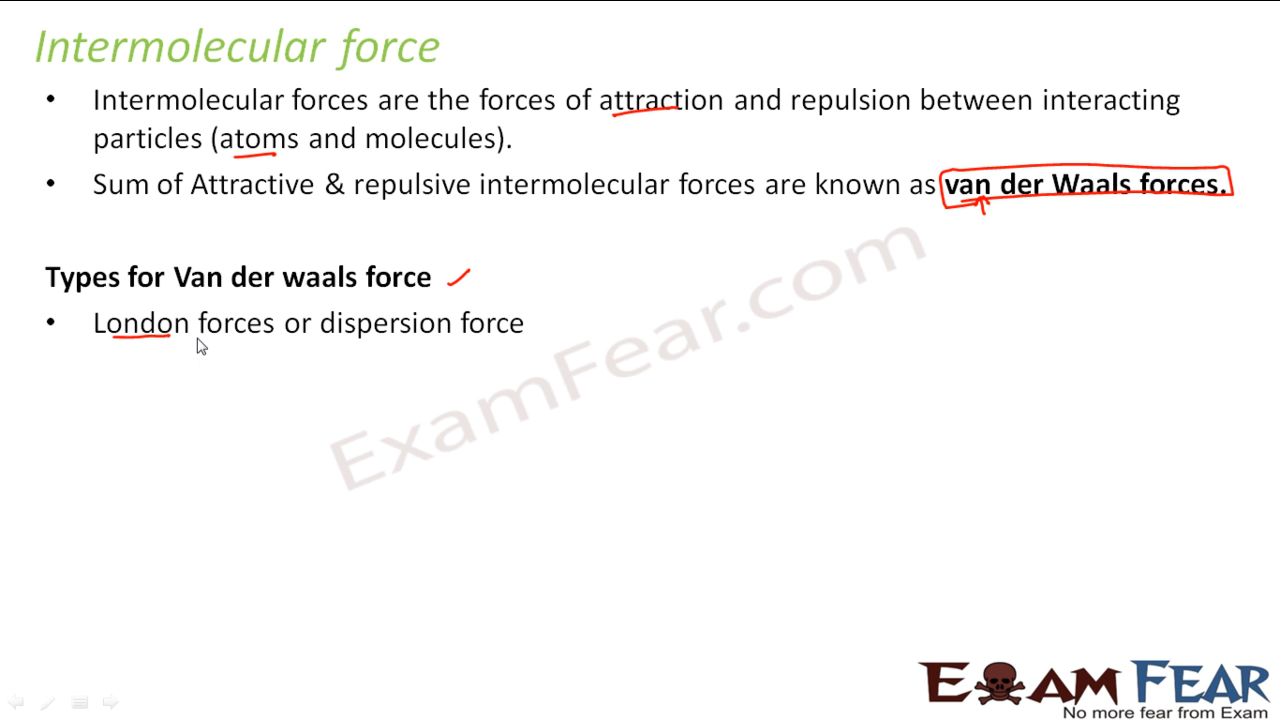 Intermolecular force
• Intermolecular forces are the forces of attraction and repulsion between interacting
particles (atoms and molecules).
• Sum of Attractive & repulsive intermolecular forces are known as van der Waals forces.
Types for Van der waals force
• London forces or dispersion force
ExamFear.com
EXAM FEAR
No more fear from Exam